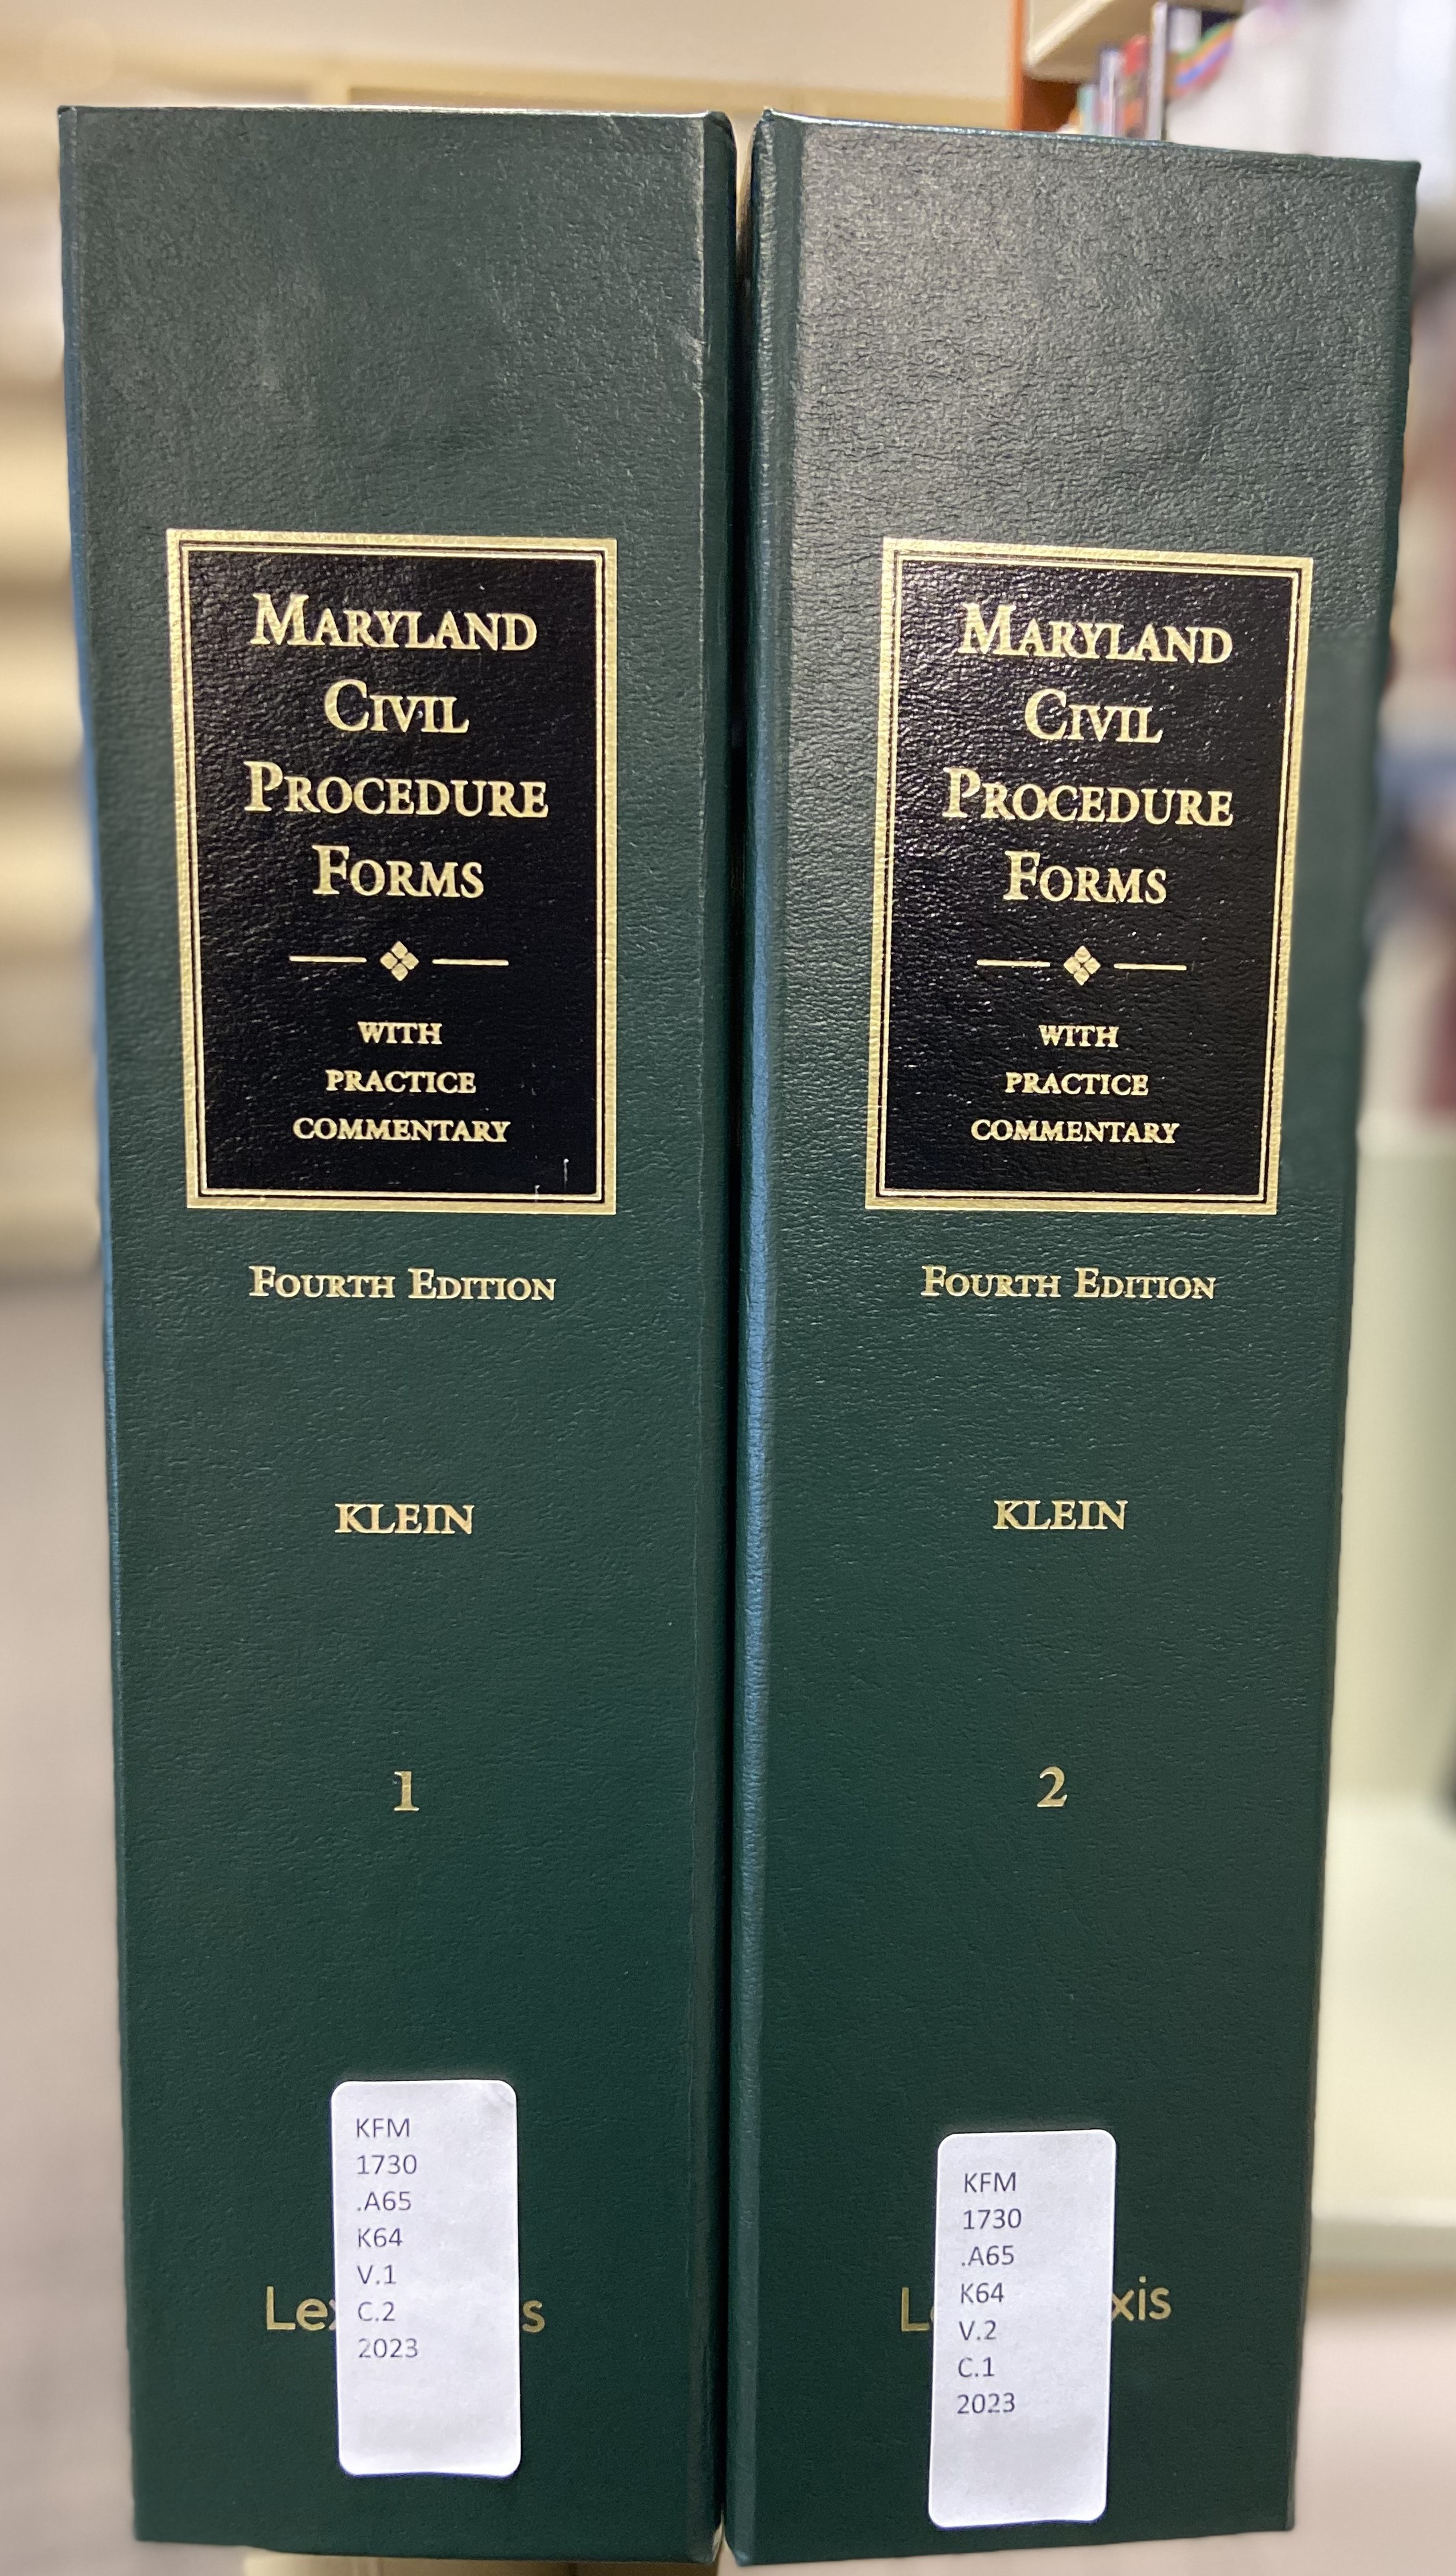 MARYLAND
CIVIL
PROCEDURE
FORMS
WITH
PRACTICE
COMMENTARY
FOURTH EDITION
KLEIN
1
KFM
1730
.A65
K64
V.1
C.2
2023
MARYLAND
CIVIL
PROCEDURE
FORMS
WITH
PRACTICE
COMMENTARY
FOURTH EDITION
KLEIN
2
KFM
1730
.A65
K64
V.2
C.1
2023